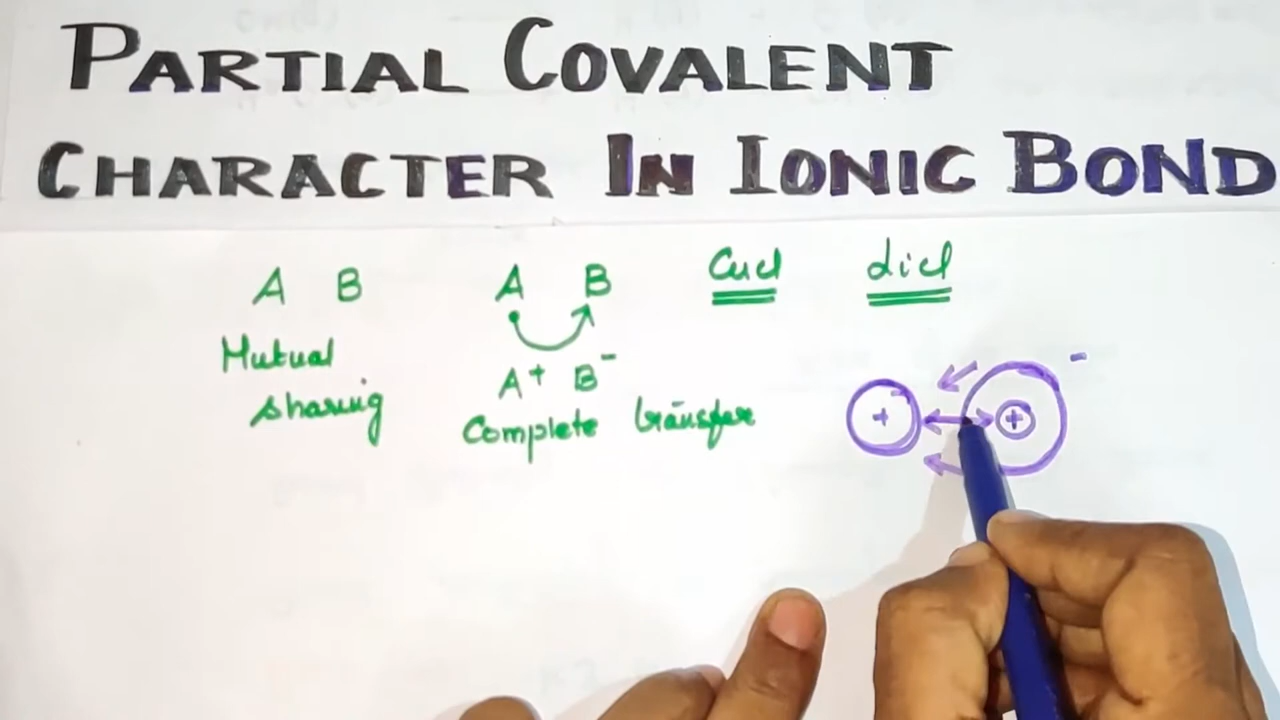 PARTIAL COVALENT
CHARACTER IN IONIC BOND
A B
Mutual
sharing
A B
A+ B-
Complete transfer
Cucl
Licl
+
+
-